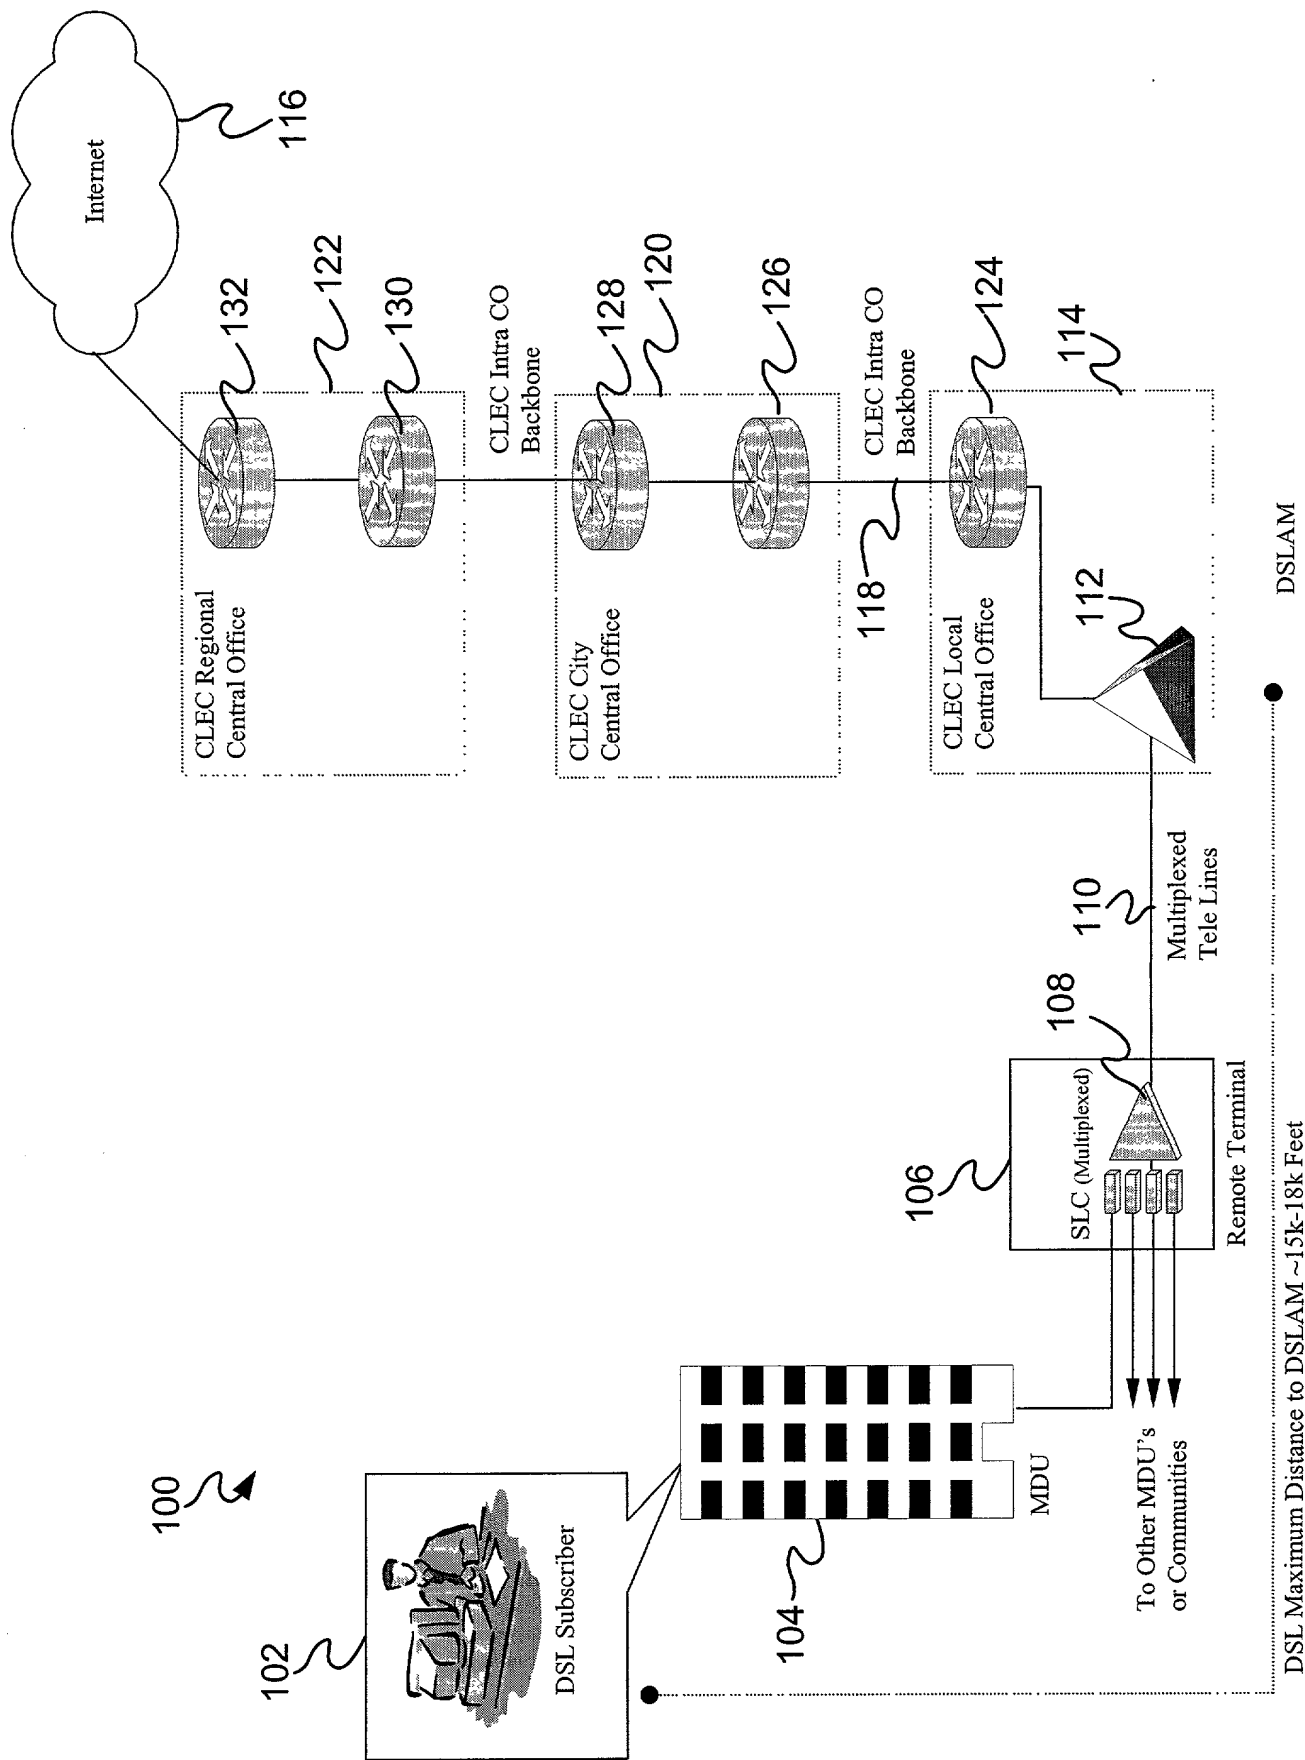 100
102
DSL Subscriber
104
MDU
To Other MDU's
or Communities
106
SLC (Multiplexed)
108
Remote Terminal
110
Multiplexed
Tele Lines
DSL Maximum Distance to DSLAM ~15k-18k Feet
DSLAM
CLEC Regional
Central Office
132
122
130
Internet
116
CLEC Intra CO
Backbone
CLEC City
Central Office
128
120
126
118
CLEC Intra CO
Backbone
CLEC Local
Central Office
124
114
112